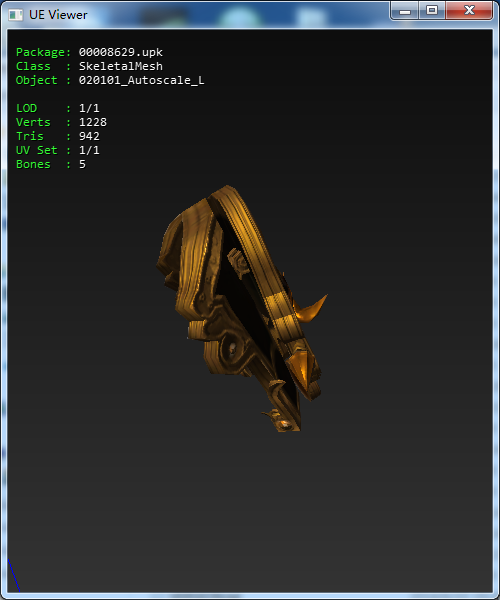 UE Viewer
Package: 00008629.upk
Class : SkeletalMesh
Object : 020101_Autoscale_L
LOD : 1/1
Verts : 1228
Tris : 942
UV Set : 1/1
Bones : 5